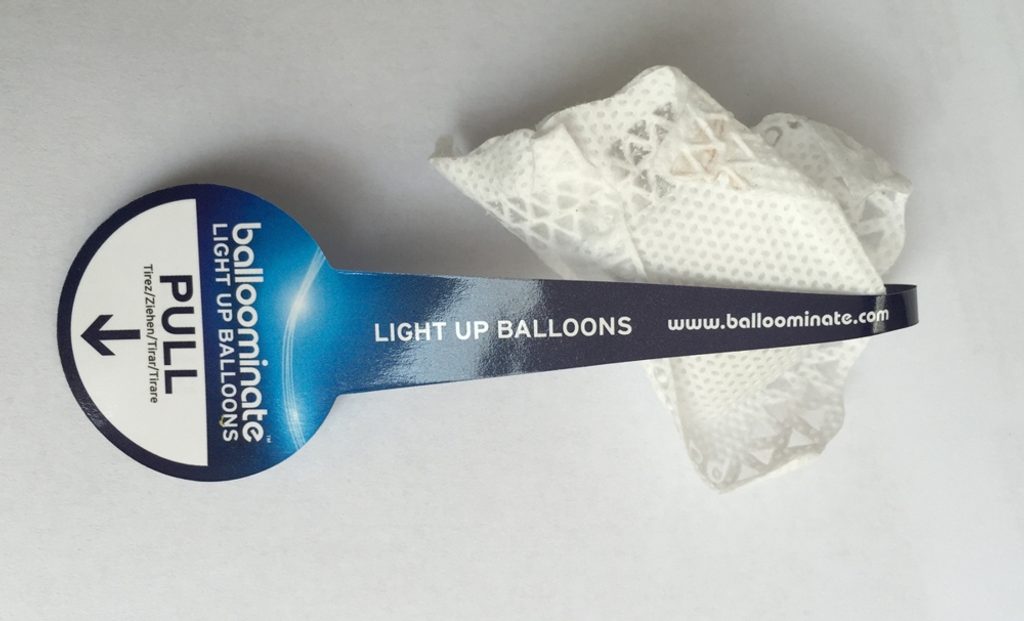 balloominate™
LIGHT UP BALLOONS
PULL
Tirez/Ziehen/Tirar/Tirare
LIGHT UP BALLOONS
www.balloominate.com